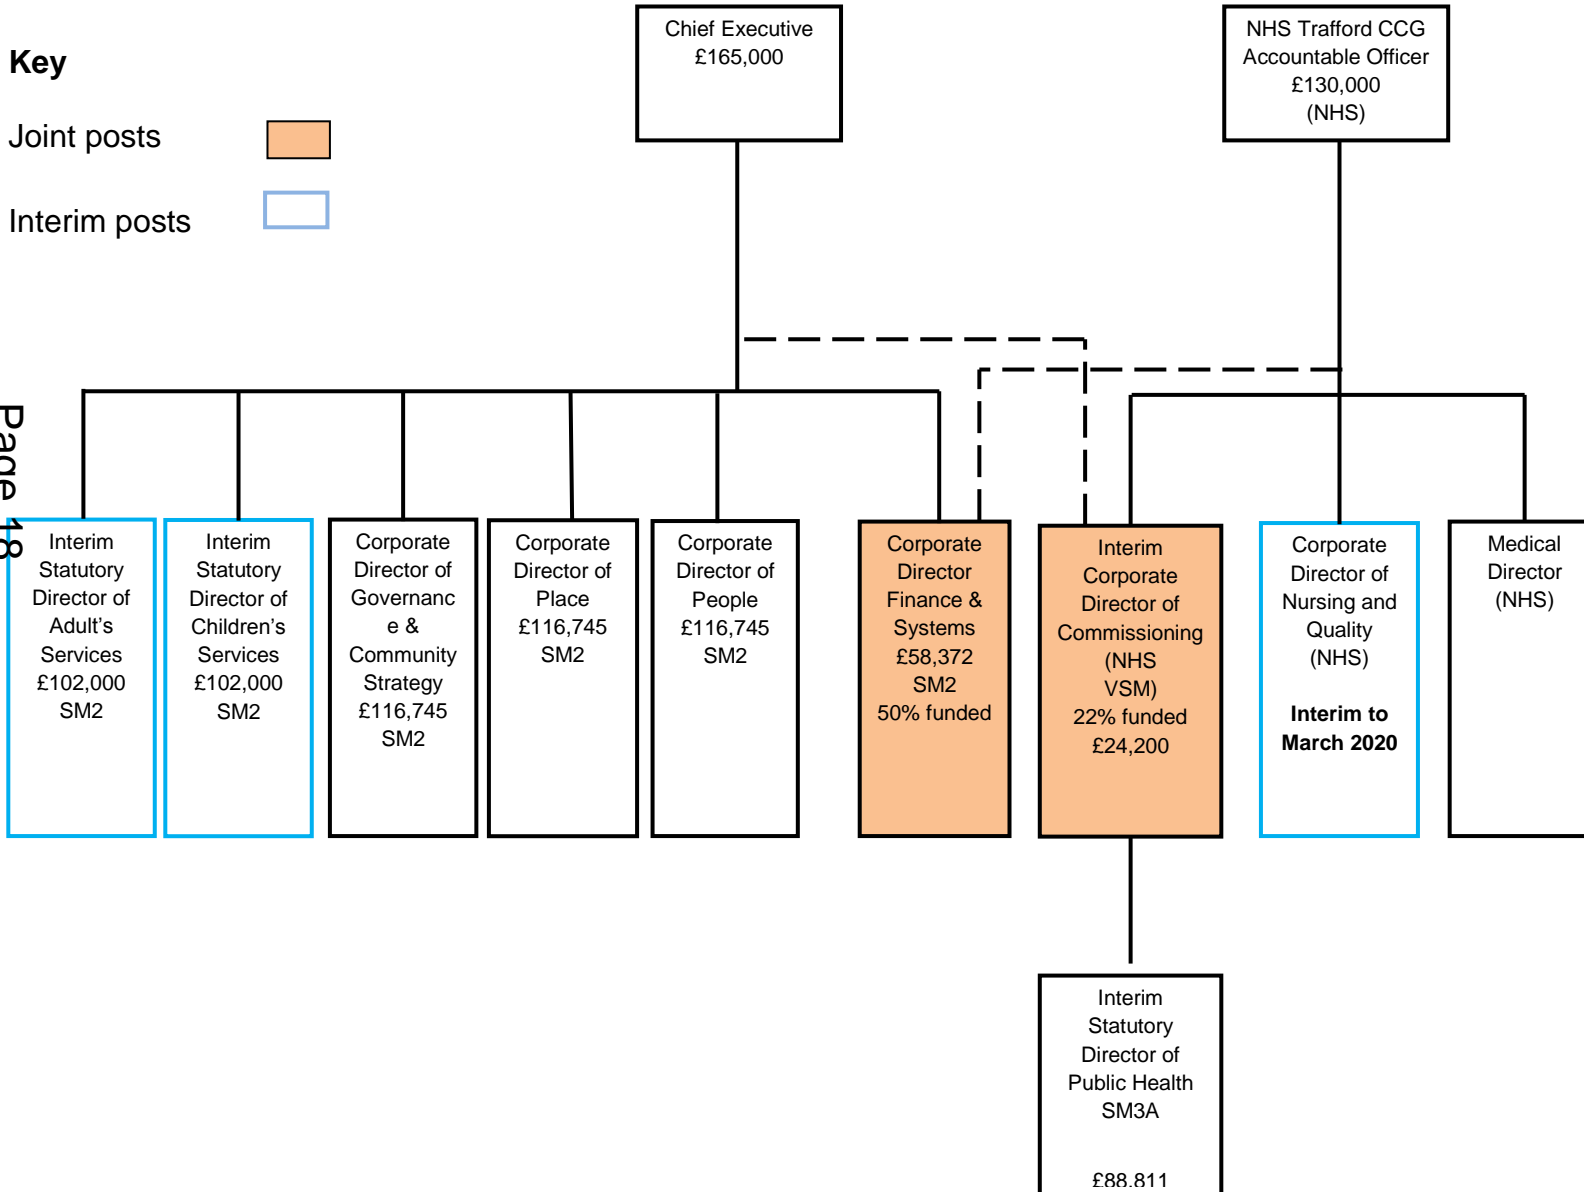 Key
Joint posts
Interim posts
Chief Executive
£165,000
NHS Trafford CCG
Accountable Officer
£130,000
(NHS)
Page 18
Interim
Statutory
Director of
Adult’s
Services
£102,000
SM2
Interim
Statutory
Director of
Children’s
Services
£102,000
SM2
Corporate
Director of
Governanc
e &
Community
Strategy
£116,745
SM2
Corporate
Director of
Place
£116,745
SM2
Corporate
Director of
People
£116,745
SM2
Corporate
Director
Finance &
Systems
£58,372
SM2
50% funded
Interim
Corporate
Director of
Commissioning
(NHS
VSM)
22% funded
£24,200
Corporate
Director of
Nursing and
Quality
(NHS)
Interim to
March 2020
Medical
Director
(NHS)
Interim
Statutory
Director of
Public Health
SM3A
£88,811